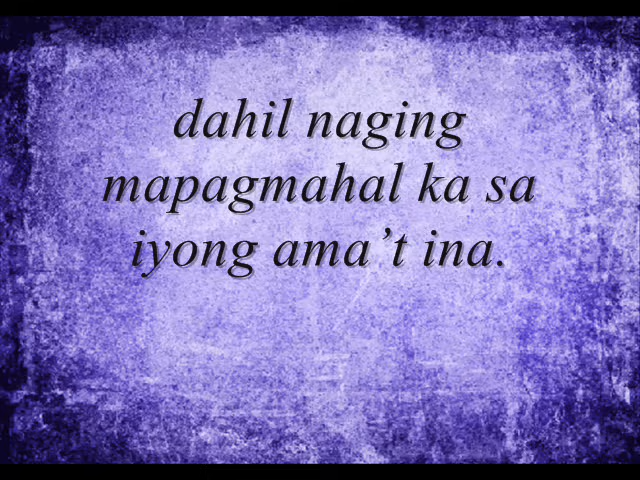 dahil naging
mapagmahal ka sa
iyong ama’t ina.